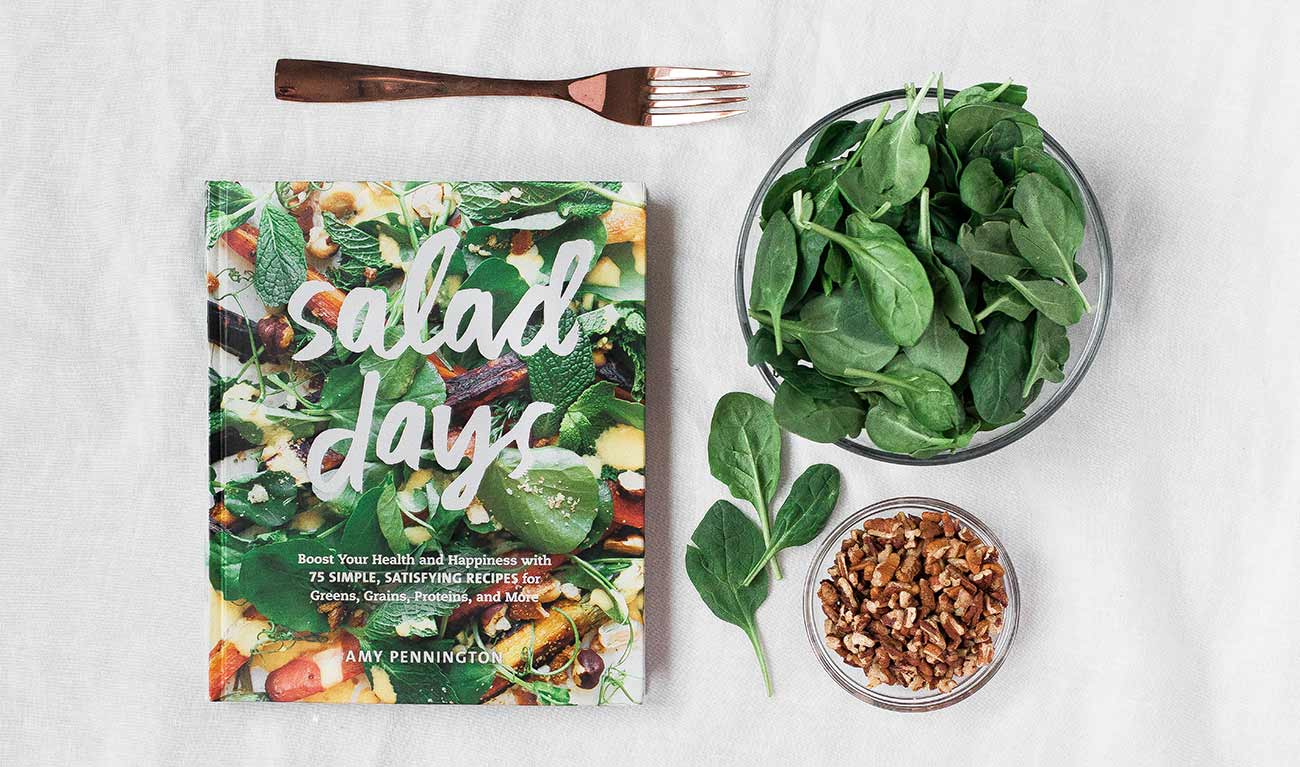 salad
days
Boost Your Health and Happiness with
75 SIMPLE, SATISFYING RECIPES for
Greens, Grains, Proteins, and More
AMY PENNINGTON